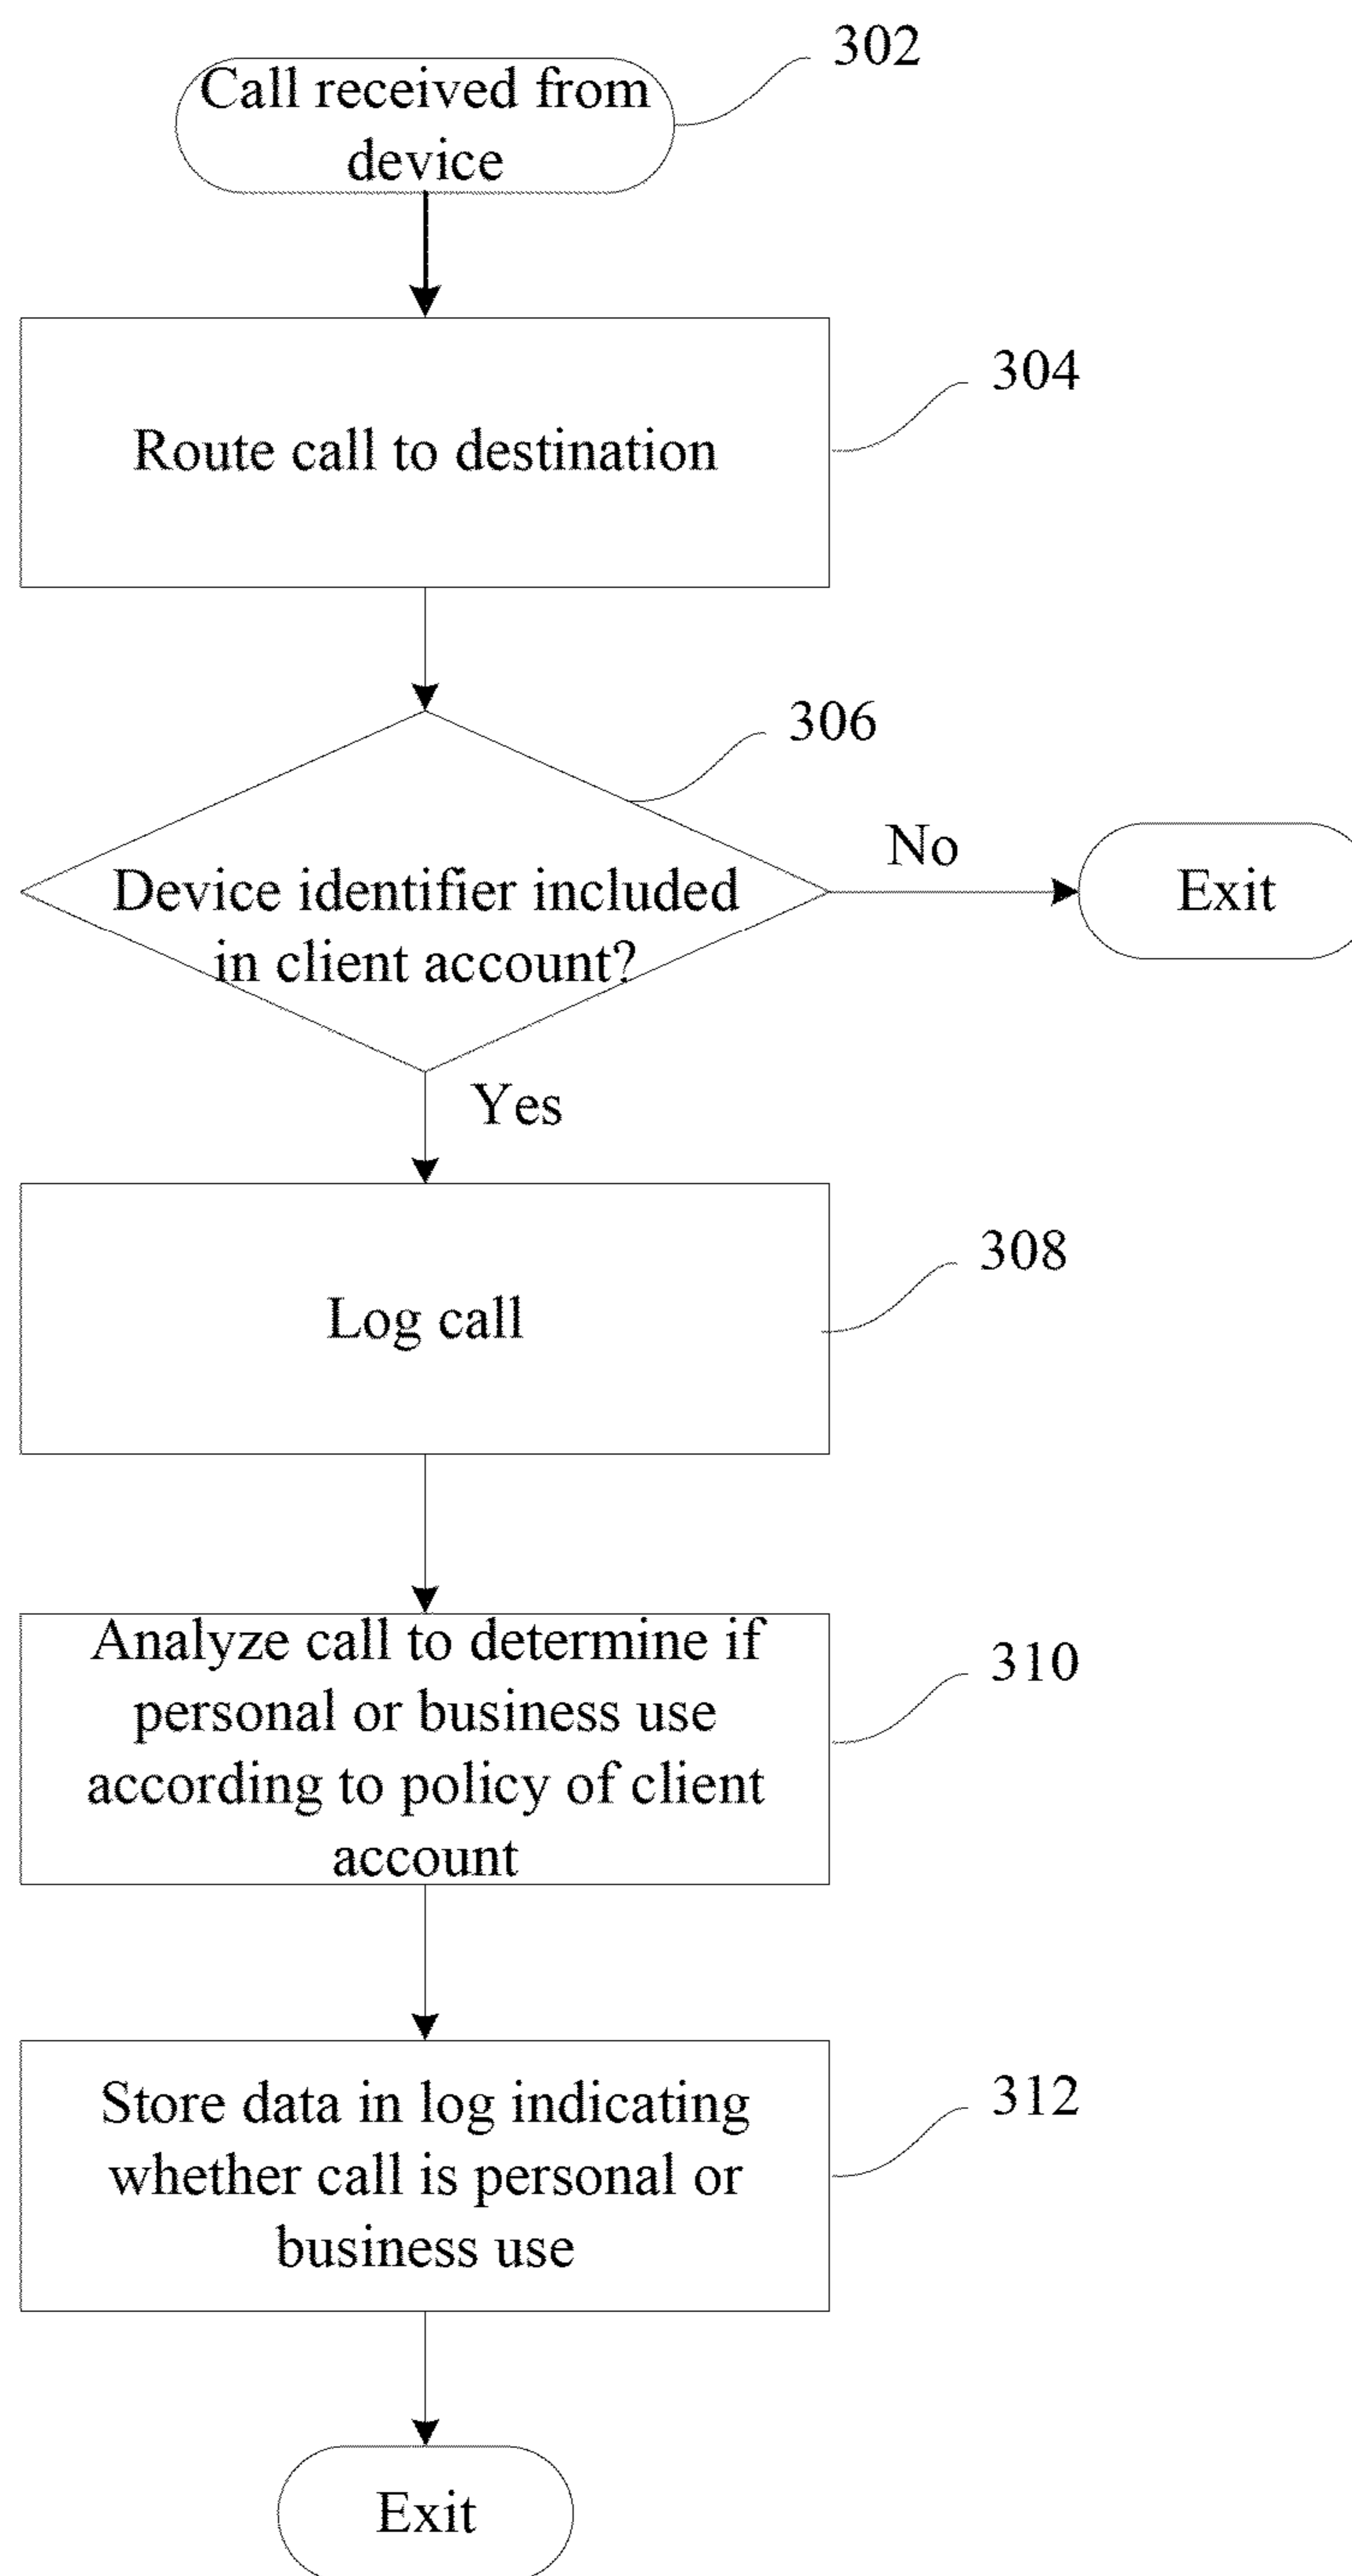 302
Call received from
device
304
Route call to destination
306
Device identifier included
in client account?
No
Exit
Yes
308
Log call
310
Analyze call to determine if
personal or business use
according to policy of client
account
312
Store data in log indicating
whether call is personal or
business use
Exit